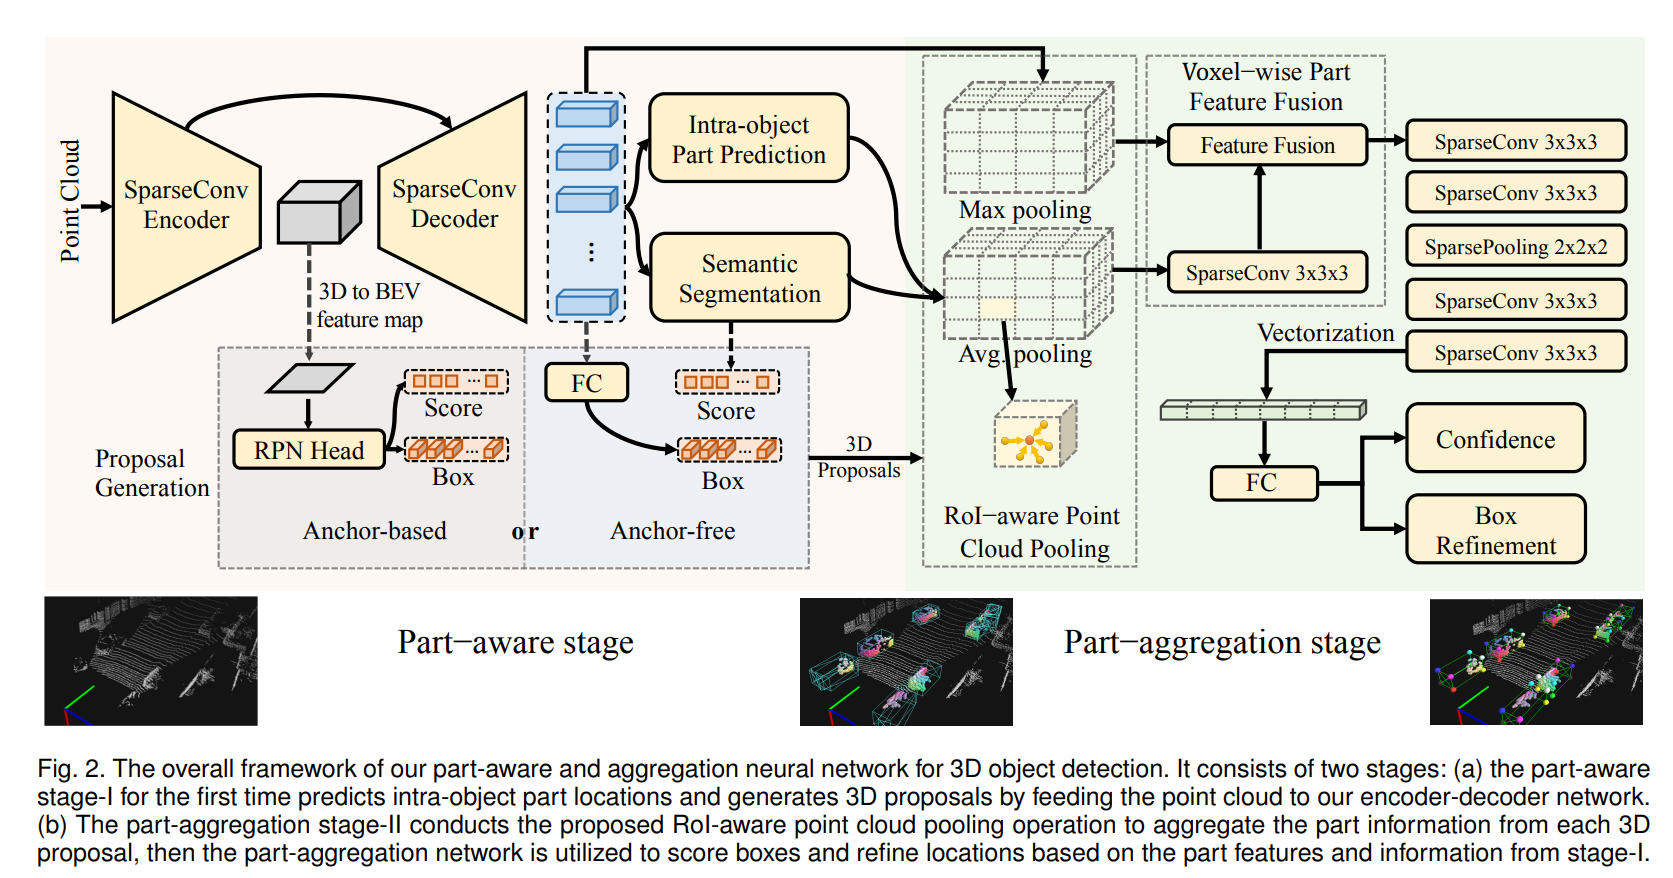 Point Cloud
SparseConv
Encoder
SparseConv
Decoder
3D to BEV
feature map
Intra-object
Part Prediction
Semantic
Segmentation
...
FC
Score
Box
RPN Head
Score
Box
Proposal
Generation
Anchor-based
or
Anchor-free
3D
Proposals
Max pooling
Avg. pooling
RoI-aware Point
Cloud Pooling
Voxel-wise Part
Feature Fusion
Feature Fusion
SparseConv 3x3x3
SparseConv 3x3x3
SparseConv 3x3x3
SparsePooling 2x2x2
SparseConv 3x3x3
SparseConv 3x3x3
Vectorization
FC
Confidence
Box
Refinement
Part-aware stage
Part-aggregation stage
Fig. 2. The overall framework of our part-aware and aggregation neural network for 3D object detection. It consists of two stages: (a) the part-aware
stage-I for the first time predicts intra-object part locations and generates 3D proposals by feeding the point cloud to our encoder-decoder network.
(b) The part-aggregation stage-II conducts the proposed RoI-aware point cloud pooling operation to aggregate the part information from each 3D
proposal, then the part-aggregation network is utilized to score boxes and refine locations based on the part features and information from stage-I.